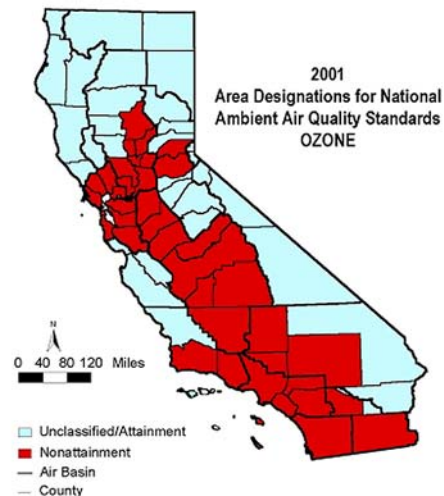 2001
Area Designations for National
Ambient Air Quality Standards
OZONE
N
0 40 80 120 Miles
Unclassified/Attainment
Nonattainment
Air Basin
County